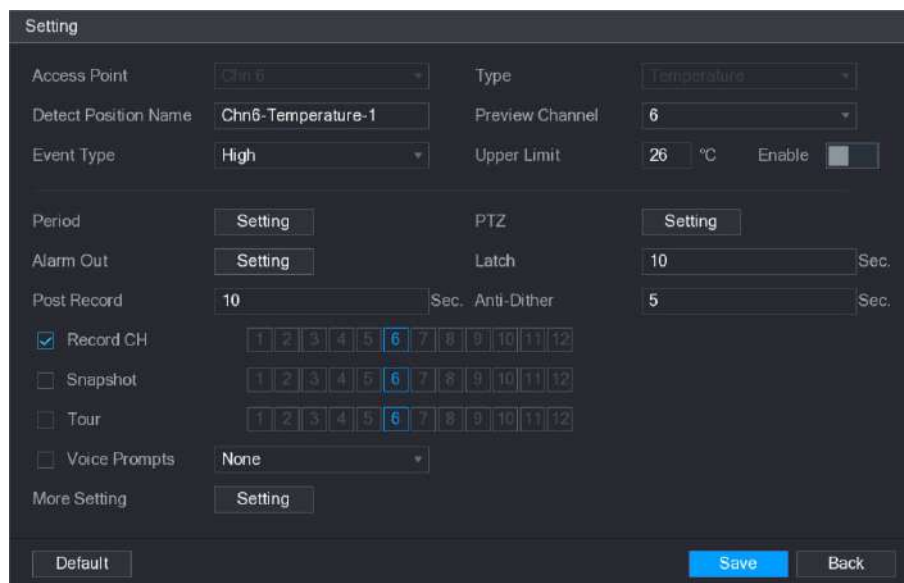 Setting
Access Point Chn 6 Type Temperature
Detect Position Name Chn6-Temperature-1 Preview Channel 6
Event Type High Upper Limit 26 °C Enable
Period Setting PTZ Setting
Alarm Out Setting Latch 10 Sec.
Post Record 10 Sec. Anti-Dither 5 Sec.
Record CH 1 2 3 4 5 6 7 8 9 10 11 12
Snapshot 1 2 3 4 5 6 7 8 9 10 11 12
Tour 1 2 3 4 5 6 7 8 9 10 11 12
Voice Prompts None
More Setting Setting
Default Save Back